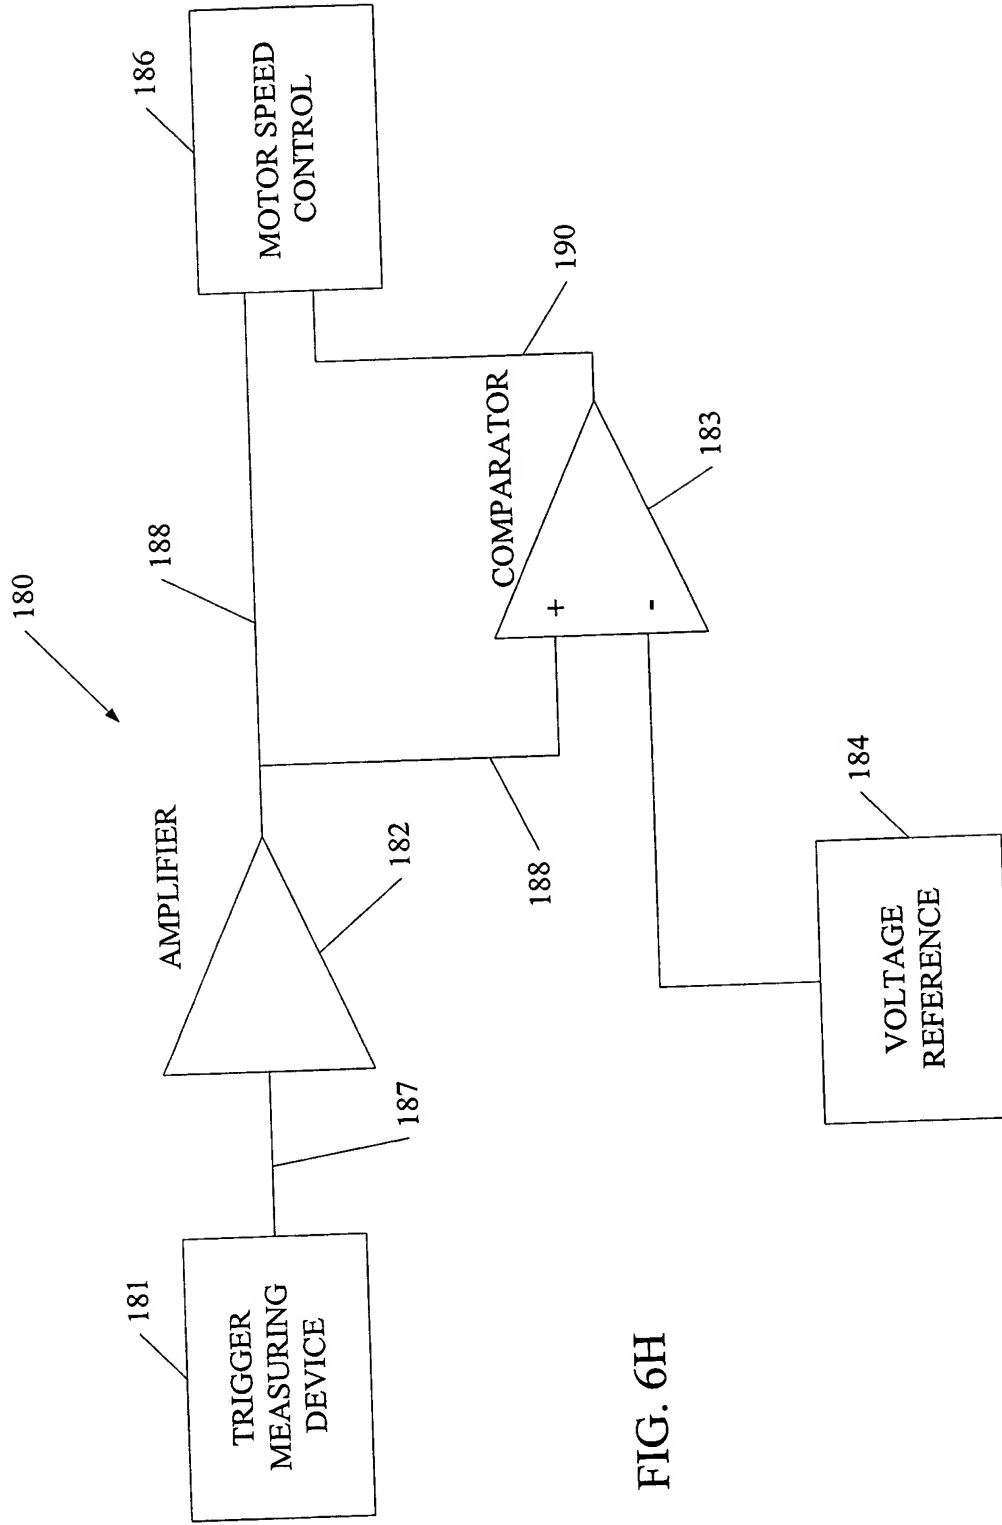 180
181
TRIGGER
MEASURING
DEVICE
187
AMPLIFIER
182
188
188
186
MOTOR SPEED
CONTROL
COMPARATOR
+
-
183
190
184
VOLTAGE
REFERENCE
FIG. 6H